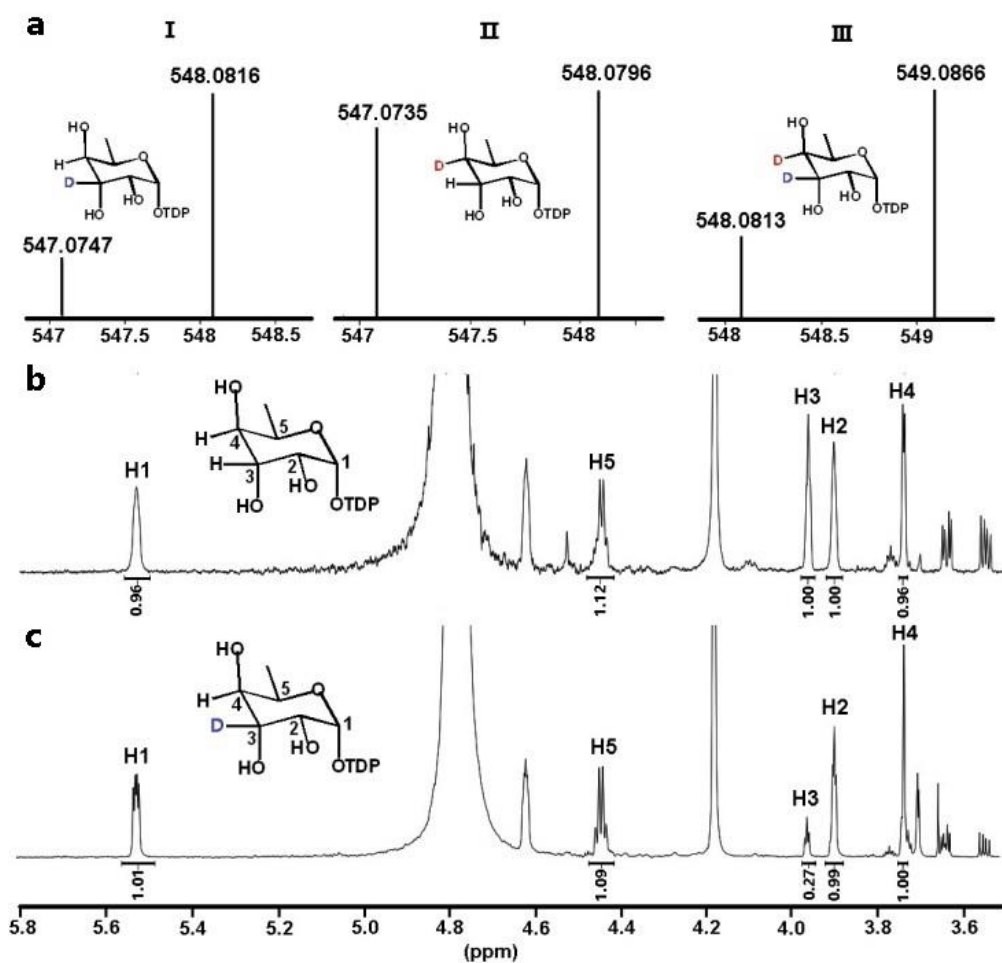 a
I II III
548.0816 548.0796 549.0866
547.0735
HO HO HO
O O O
H D D
D H D
HO HO HO
HO OTDP HO OTDP HO OTDP
548.0813
547.0747
547 547.5 548 548.5 547 547.5 548 548 548.5 549
b
HO
5 O
H 4
H 3 2 1
HO HO OTDP
H1 H5 H3 H2 H4
0.96 1.12 1.00 1.00 0.96
c
HO
5 O
H 4
D 3 2 1
HO HO OTDP
H1 H5 H3 H2 H4
1.01 1.09 0.27 0.99 1.00
5.8 5.6 5.4 5.2 5.0 4.8 4.6 4.4 4.2 4.0 3.8 3.6
(ppm)